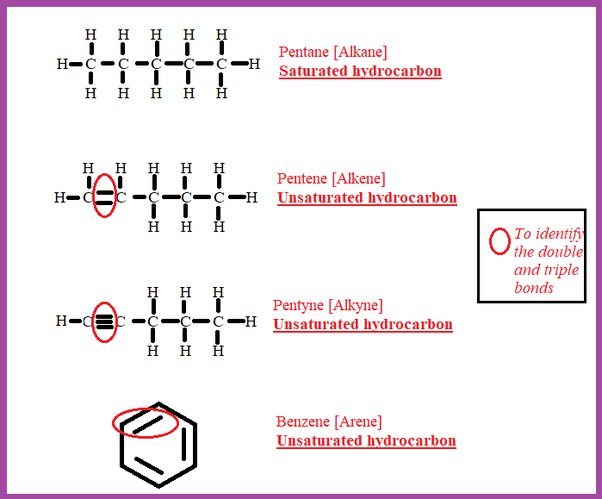 H H H H H
H C C C C C H
H H H H H
Pentane [Alkane]
Saturated hydrocarbon
H H H H H
H C C C C C H
H H H
Pentene [Alkene]
Unsaturated hydrocarbon
To identify
the double
and triple
bonds
H H H
H C C C C C H
H H H
Pentyne [Alkyne]
Unsaturated hydrocarbon
Benzene [Arene]
Unsaturated hydrocarbon